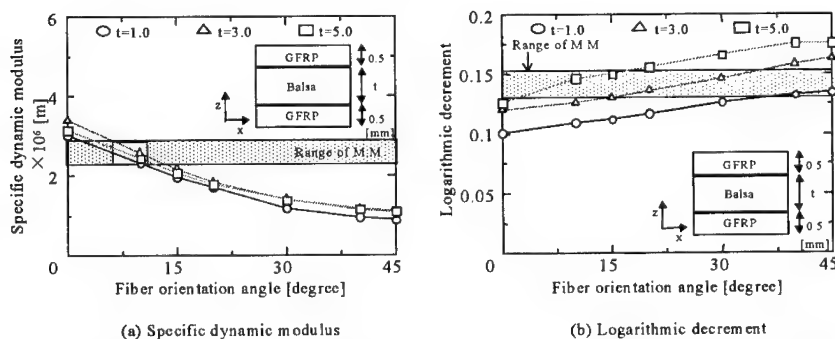 t=1.0 t=3.0 t=5.0
6
4
2
0
Specific dynamic modulus
×10⁶ [m]
GFRP
Balsa
GFRP
0.5
t
0.5
[mm]
z
x
Range of M.M
0 15 30 45
Fiber orientation angle [degree]
(a) Specific dynamic modulus
t=1.0 t=3.0 t=5.0
Range of M M
0.2
0.15
0.1
0.05
0
Logarithmic decrement
GFRP
Balsa
GFRP
0 5
t
0 5
[mm]
z
x
0 15 30 45
Fiber orientation angle [degree]
(b) Logarithmic decrement